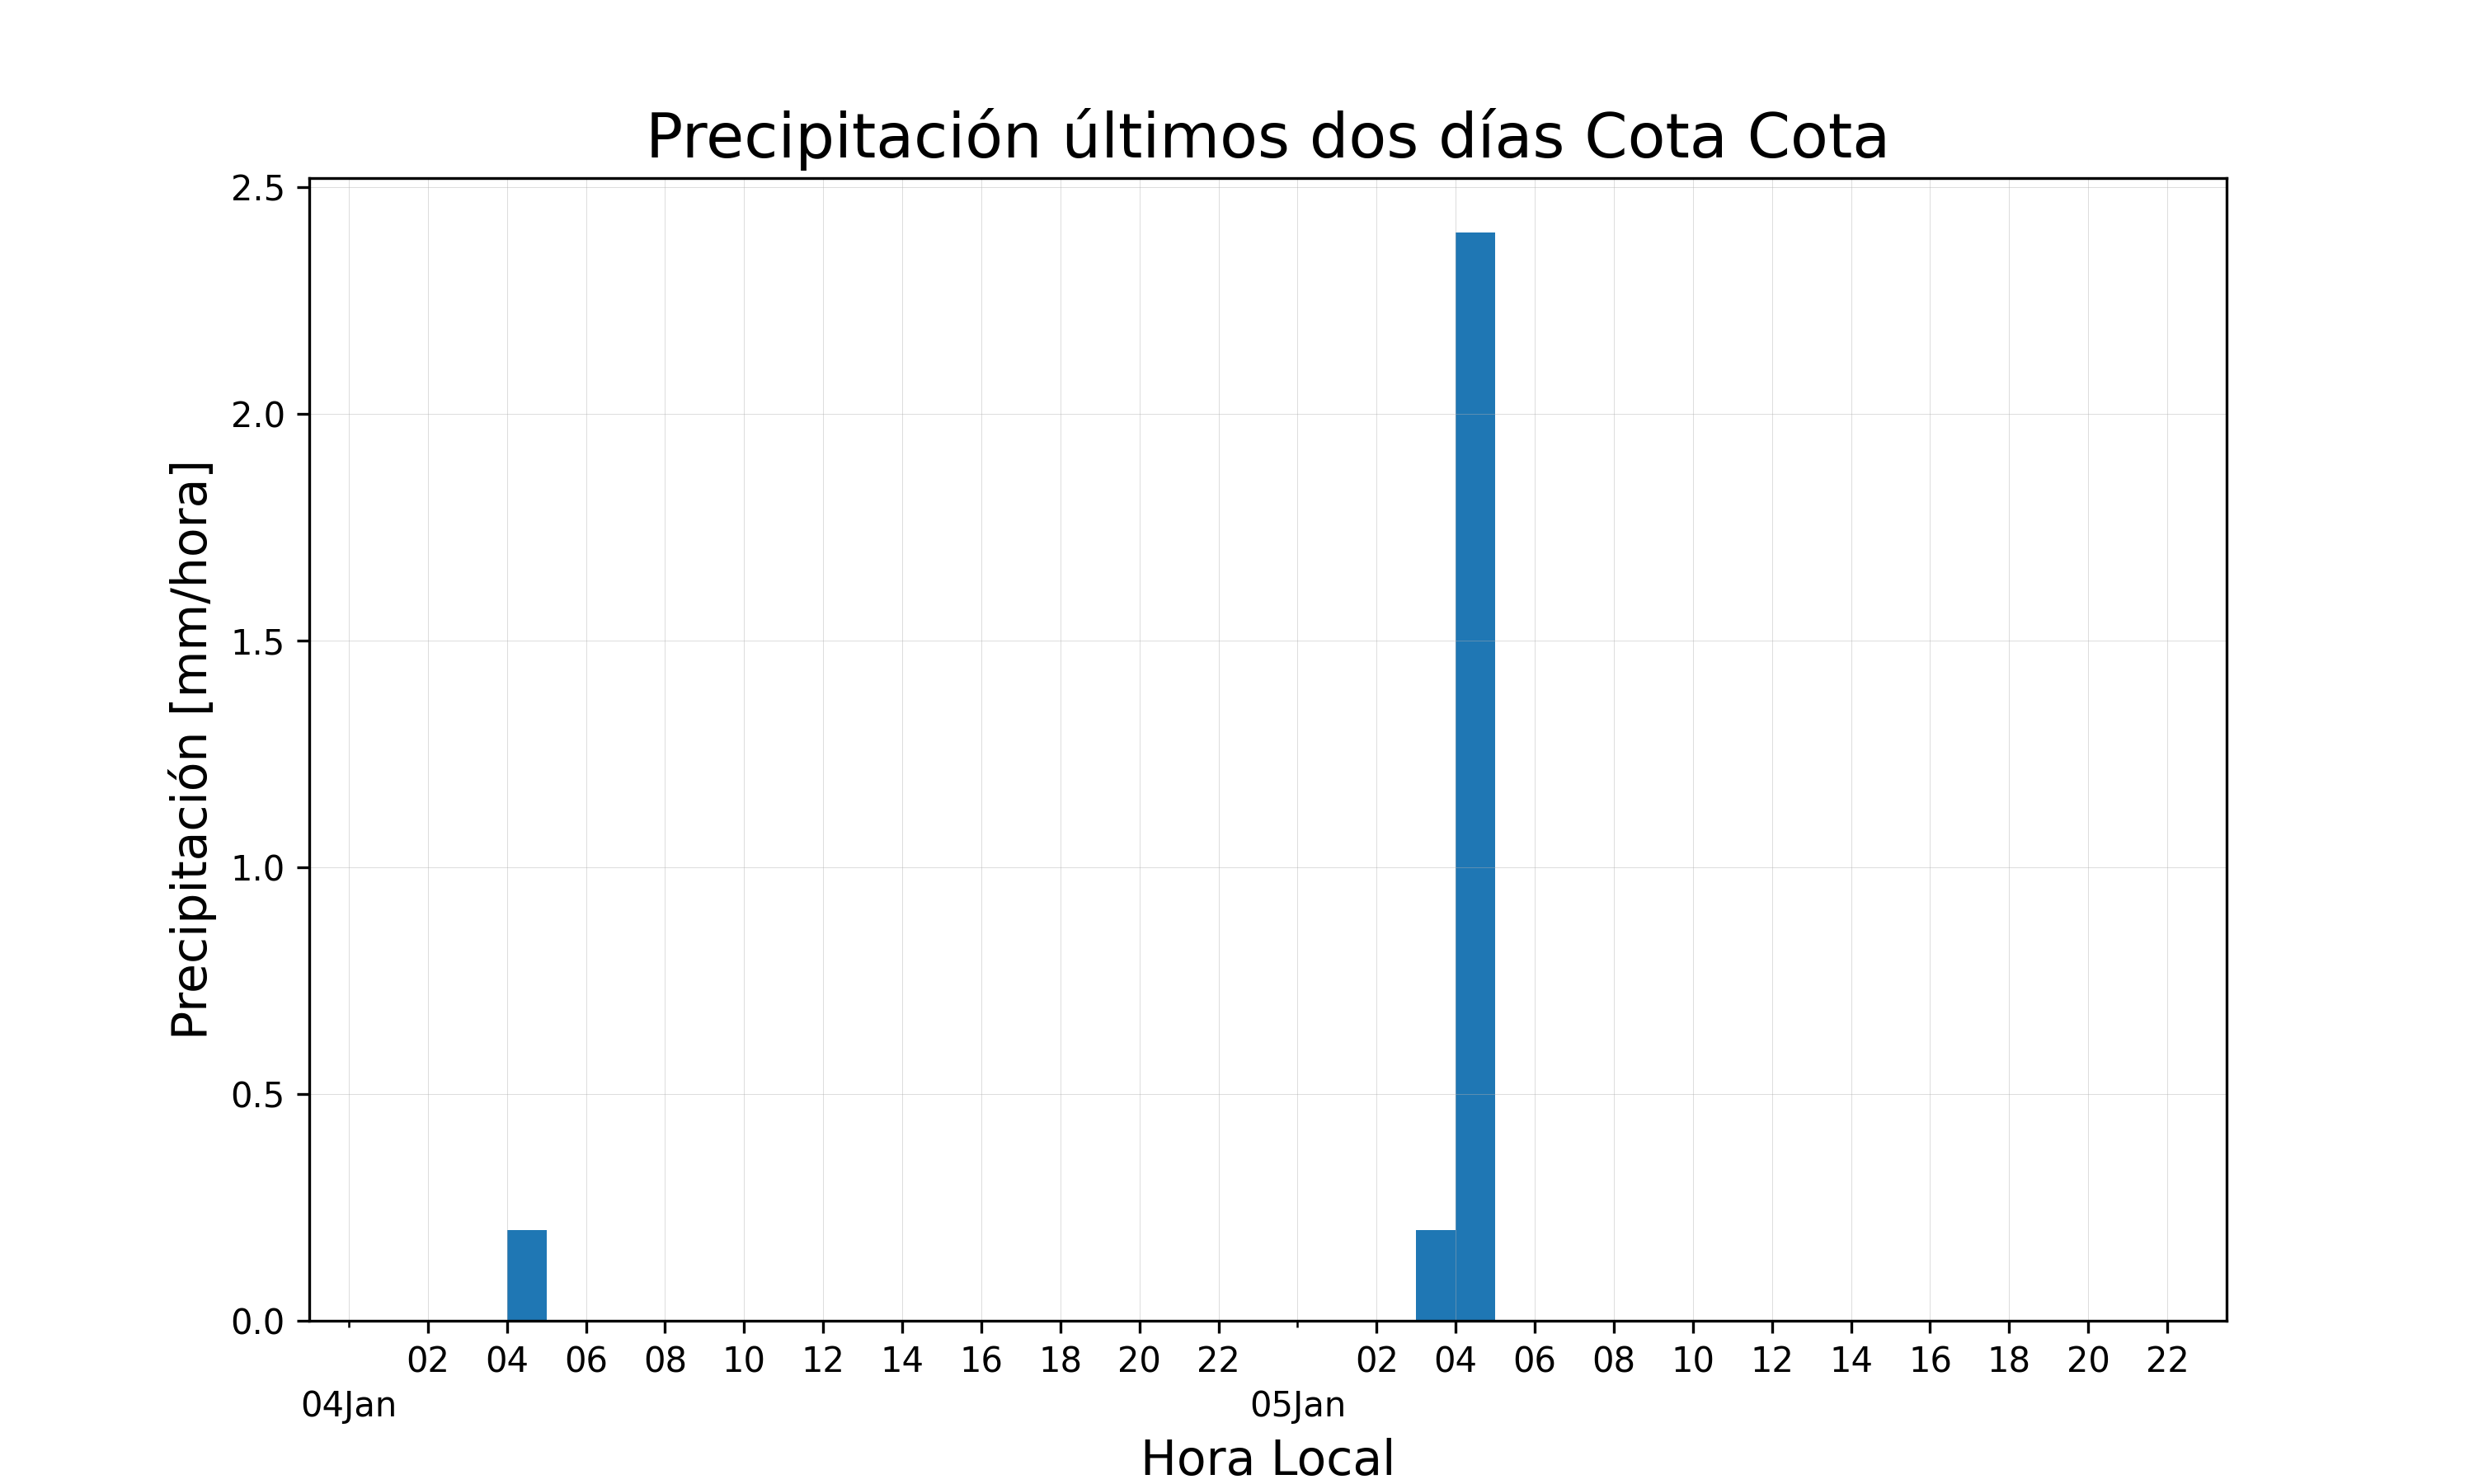 Precipitación últimos dos días Cota Cota
Precipitación [mm/hora]
2.5
2.0
1.5
1.0
0.5
0.0
02 04 06 08 10 12 14 16 18 20 22 02 04 06 08 10 12 14 16 18 20 22
04Jan 05Jan
Hora Local